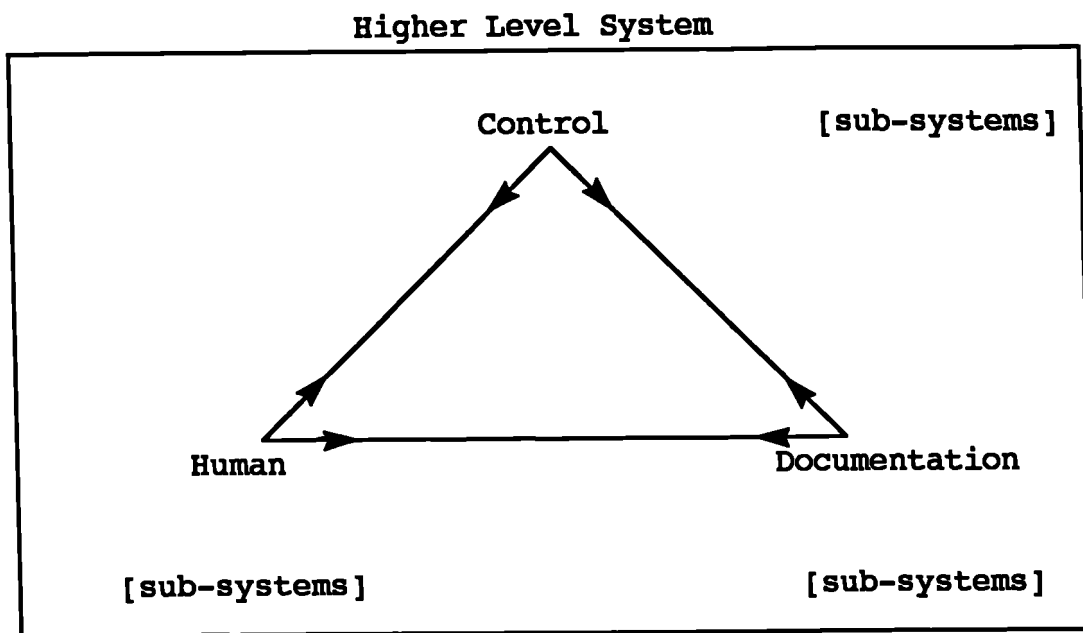 Higher Level System
Control
[sub-systems]
Human
Documentation
[sub-systems]
[sub-systems]